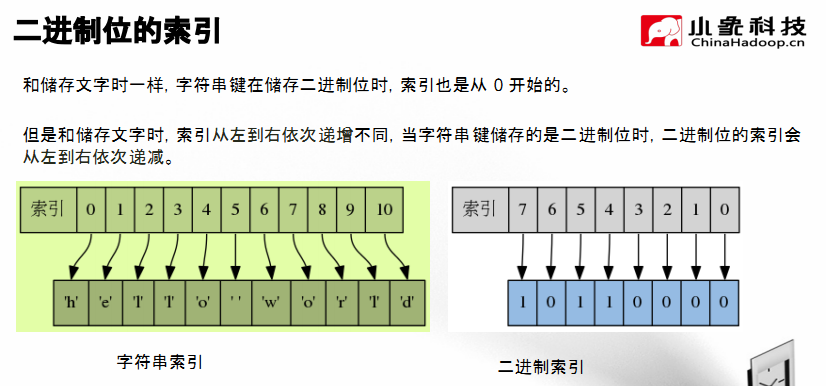 二进制位的索引
小象科技
ChinaHadoop.cn
和储存文字时一样, 字符串键在储存二进制位时, 索引也是从 0 开始的。
但是和储存文字时, 索引从左到右依次递增不同, 当字符串键储存的是二进制位时, 二进制位的索引会
从左到右依次递减。
索引 0 1 2 3 4 5 6 7 8 9 10
'h' 'e' 'l' 'l' 'o' ' ' 'w' 'o' 'r' 'l' 'd'
字符串索引
索引 7 6 5 4 3 2 1 0
1 0 1 1 0 0 0 0
二进制索引